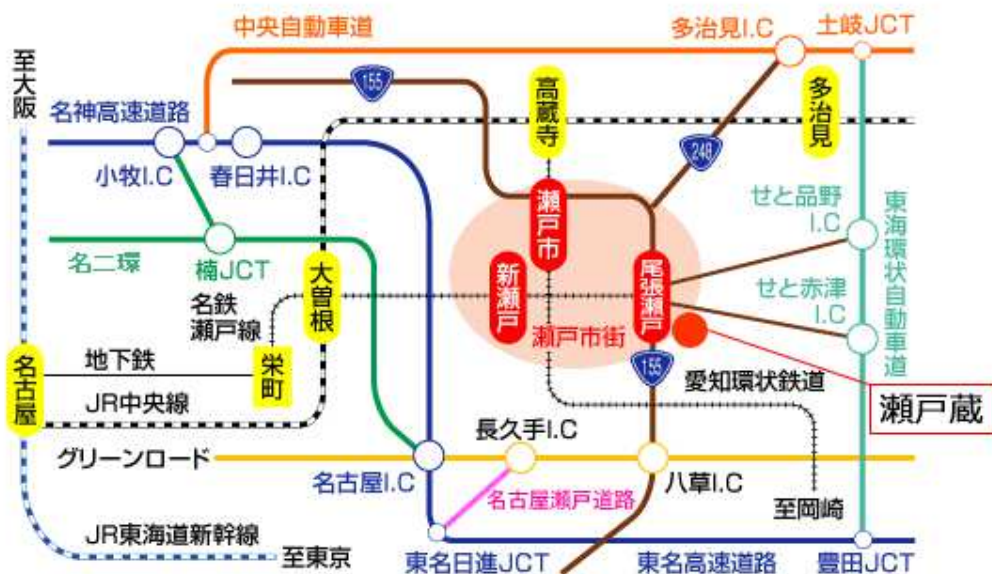 中央自動車道
多治見I.C
土岐JCT
至大阪
155
高蔵寺
多治見
名神高速道路
248
小牧I.C
春日井I.C
瀬戸市
せと品野
I.C
東海環状自動車道
名二環
楠JCT
大曽根
新瀬戸
尾張瀬戸
名鉄
瀬戸線
せと赤津
I.C
瀬戸市街
名古屋
地下鉄
栄町
155
愛知環状鉄道
瀬戸蔵
JR中央線
長久手I.C
グリーンロード
名古屋I.C
名古屋瀬戸道路
八草I.C
至岡崎
JR東海道新幹線
至東京
東名日進JCT
東名高速道路
豊田JCT